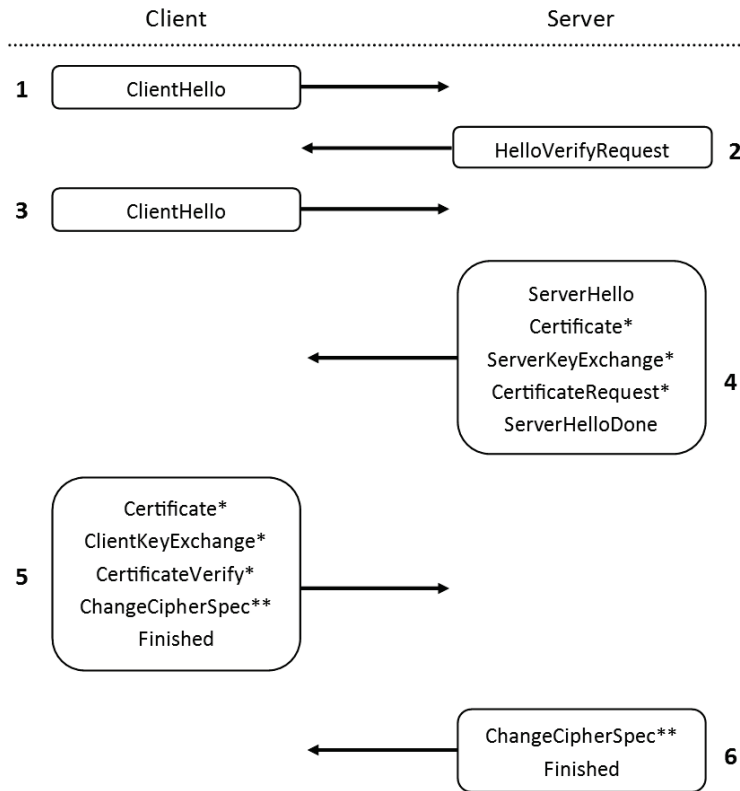 Client Server
1 ClientHello
HelloVerifyRequest 2
3 ClientHello
ServerHello
Certificate*
ServerKeyExchange*
CertificateRequest*
ServerHelloDone
4
Certificate*
ClientKeyExchange*
CertificateVerify*
ChangeCipherSpec**
Finished
5
ChangeCipherSpec**
Finished
6